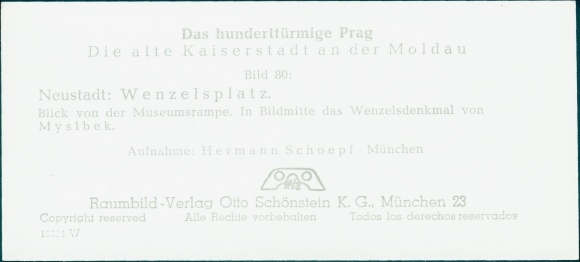 Das hunderttürmige Prag
Die alte Kaiserstadt an der Moldau
Bild 80:
Neustadt: Wenzelsplatz.
Blick von der Museumsrampe. In Bildmitte das Wenzelsdenkmal von
Myslbek.
Aufnahme: Hermann Schoepf München
Raumbild-Verlag Otto Schönstein K. G., München 23
Copyright reserved Alle Rechte vorbehalten Todos los derechos reservados